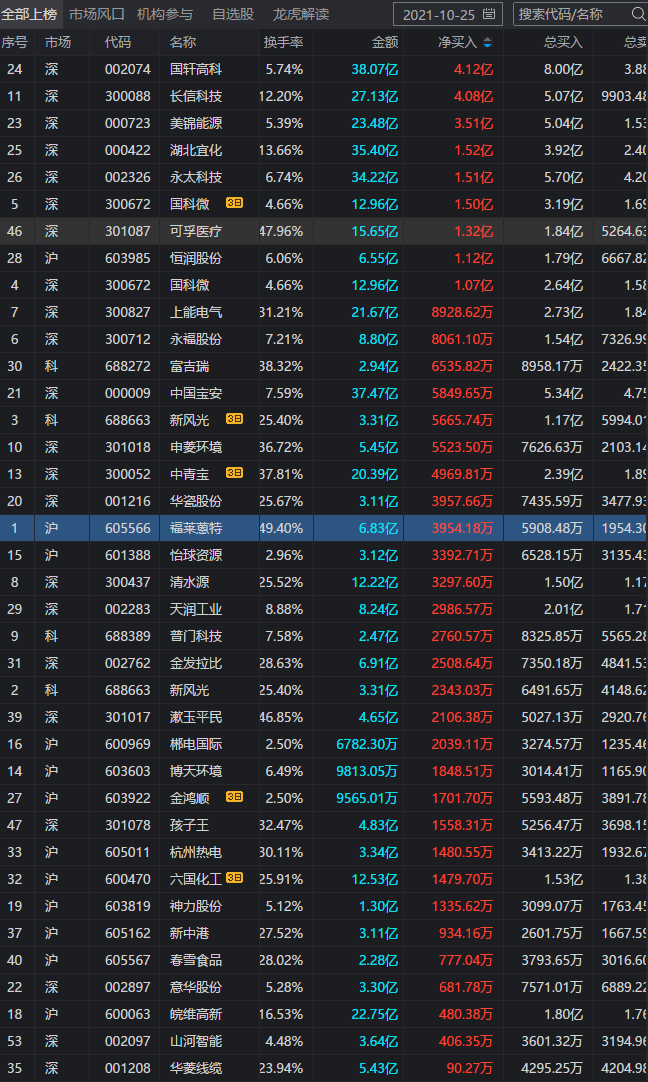 全部上榜 市场风口 机构参与 自选股 龙虎解读 2021-10-25 搜索代码/名称
序号 市场 代码 名称 换手率 金额 净买入 总买入 总卖
24 深 002074 国轩高科 5.74% 38.07亿 4.12亿 8.00亿 3.88
11 深 300088 长信科技 12.20% 27.13亿 4.08亿 5.07亿 9903.48
23 深 000723 美锦能源 5.39% 23.48亿 3.51亿 5.04亿 1.53
25 深 000422 湖北宜化 13.66% 35.40亿 1.52亿 3.92亿 2.40
26 深 002326 永太科技 6.74% 34.22亿 1.51亿 5.70亿 4.20
5 深 300672 国科微 3日 4.66% 12.96亿 1.50亿 3.19亿 1.69
46 深 301087 可孚医疗 47.96% 15.65亿 1.32亿 1.84亿 5264.63
28 沪 603985 恒润股份 6.06% 6.55亿 1.12亿 1.79亿 6667.82
4 深 300672 国科微 4.66% 12.96亿 1.07亿 2.64亿 1.58
7 深 300827 上能电气 31.21% 21.67亿 8928.62万 2.73亿 1.84
6 深 300712 永福股份 7.21% 8.80亿 8061.10万 1.54亿 7326.99
30 科 688272 富吉瑞 38.32% 2.94亿 6535.82万 8958.17万 2422.35
21 深 000009 中国宝安 7.59% 37.47亿 5849.65万 5.34亿 4.75
3 科 688663 新风光 3日 25.40% 3.31亿 5665.74万 1.17亿 5994.01
10 深 301018 申菱环境 36.72% 5.45亿 5523.50万 7626.63万 2103.14
13 深 300052 中青宝 3日 37.81% 20.39亿 4969.81万 2.39亿 1.89
20 深 001216 华瓷股份 25.67% 3.11亿 3957.66万 7435.59万 3477.93
1 沪 605566 福莱蒽特 49.40% 6.83亿 3954.18万 5908.48万 1954.30
15 沪 601388 怡球资源 2.96% 3.12亿 3392.71万 6528.15万 3135.43
8 深 300437 清水源 25.52% 12.22亿 3297.60万 1.50亿 1.17
29 深 002283 天润工业 8.88% 8.24亿 2986.57万 2.01亿 1.71
9 科 688389 普门科技 7.58% 2.47亿 2760.57万 8325.85万 5565.28
31 深 002762 金发拉比 28.63% 6.91亿 2508.64万 7350.18万 4841.53
2 科 688663 新风光 25.40% 3.31亿 2343.03万 6491.65万 4148.62
39 深 301017 漱玉平民 46.85% 4.65亿 2106.38万 5027.13万 2920.76
16 沪 600969 郴电国际 2.50% 6782.30万 2039.11万 3274.57万 1235.46
14 沪 603603 博天环境 6.49% 9813.05万 1848.51万 3014.41万 1165.90
27 沪 603922 金鸿顺 3日 2.50% 9565.01万 1701.70万 5593.48万 3891.78
47 深 301078 孩子王 32.47% 4.83亿 1558.31万 5256.47万 3698.15
33 沪 605011 杭州热电 30.11% 3.34亿 1480.55万 3413.22万 1932.67
32 沪 600470 六国化工 3日 25.91% 12.53亿 1479.70万 1.53亿 1.38
19 沪 603819 神力股份 5.12% 1.30亿 1335.62万 3099.07万 1763.45
37 沪 605162 新中港 27.52% 3.11亿 934.16万 2601.75万 1667.59
40 沪 605567 春雪食品 28.02% 2.28亿 777.04万 3793.65万 3016.60
22 深 002897 意华股份 5.28% 3.30亿 681.78万 7571.01万 6889.22
18 沪 600063 皖维高新 16.53% 22.75亿 480.38万 1.80亿 1.76
53 深 002097 山河智能 4.48% 3.64亿 406.35万 3601.32万 3194.96
35 深 001208 华菱线缆 23.94% 5.43亿 90.27万 4295.25万 4204.98